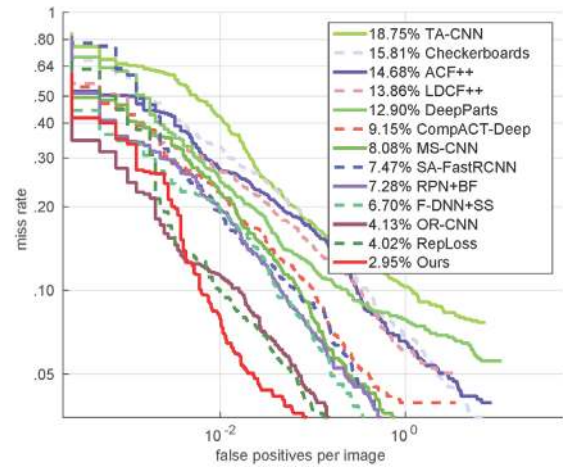 1
.80
.64
.50
.40
.30
.20
.10
.05
miss rate
18.75% TA-CNN
15.81% Checkerboards
14.68% ACF++
13.86% LDCF++
12.90% DeepParts
9.15% CompACT-Deep
8.08% MS-CNN
7.47% SA-FastRCNN
7.28% RPN+BF
6.70% F-DNN+SS
4.13% OR-CNN
4.02% RepLoss
2.95% Ours
10⁻² 10⁰
false positives per image